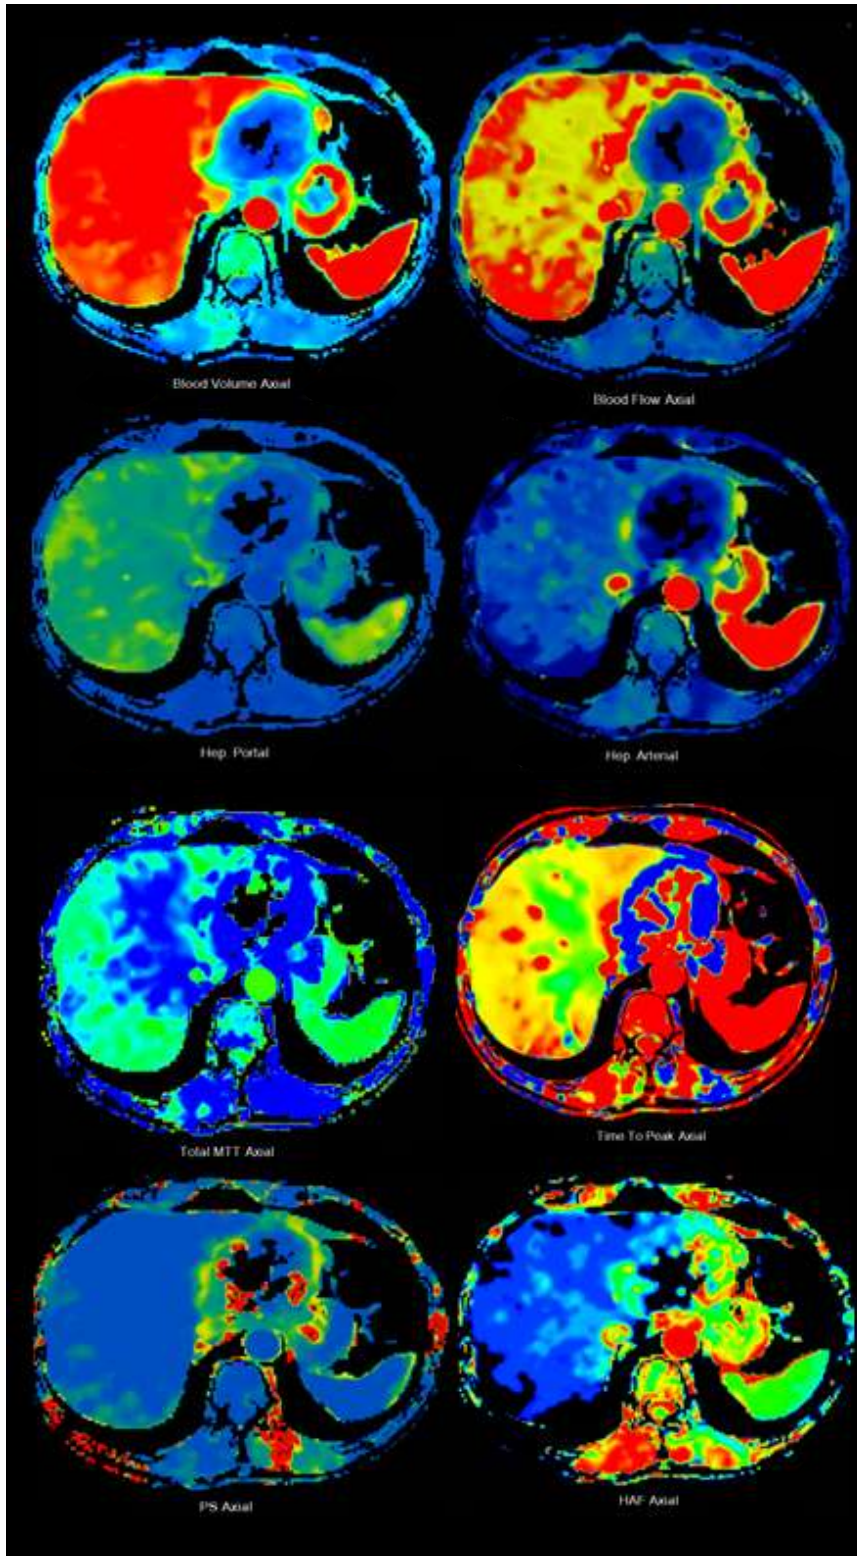 Blood Volume Axial
Blood Flow Axial
Hep. Portal
Hep. Arterial
Total MTT Axial
Time To Peak Axial
PS Axial
HAF Axial